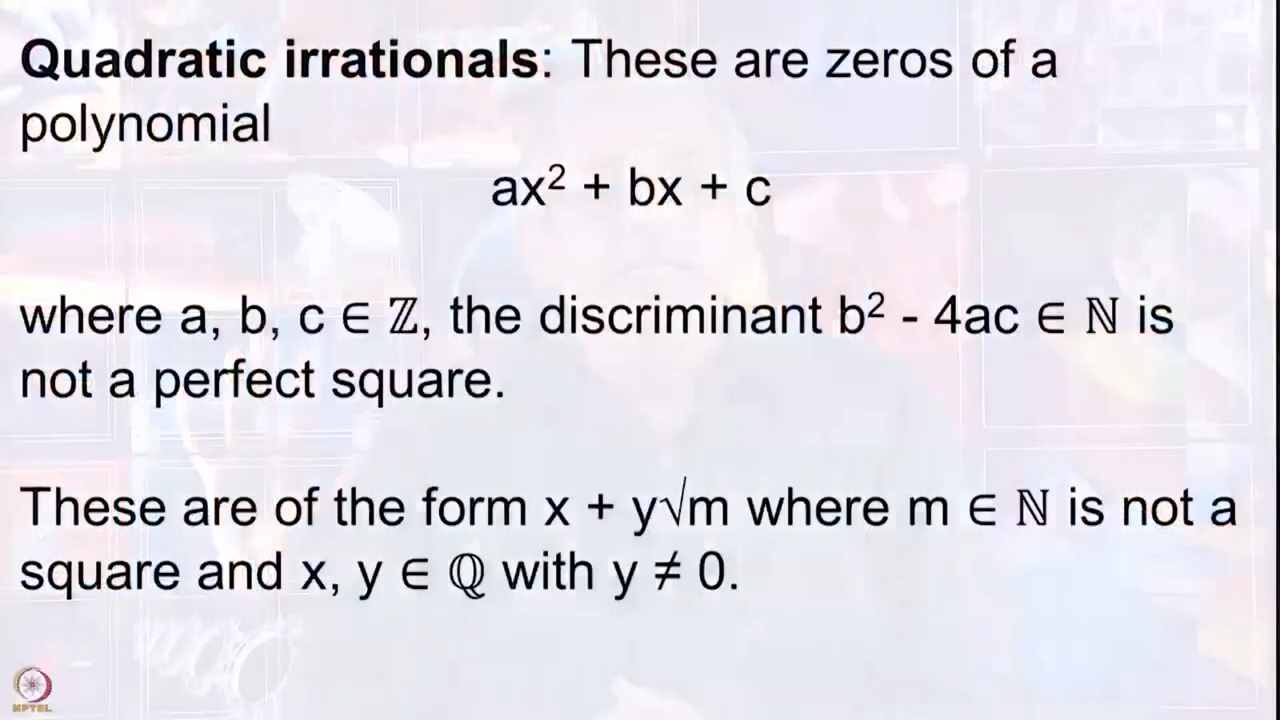 Quadratic irrationals: These are zeros of a
polynomial
ax² + bx + c
where a, b, c ∈ ℤ, the discriminant b² - 4ac ∈ ℕ is
not a perfect square.
These are of the form x + y√m where m ∈ ℕ is not a
square and x, y ∈ ℚ with y ≠ 0.
NPTEL